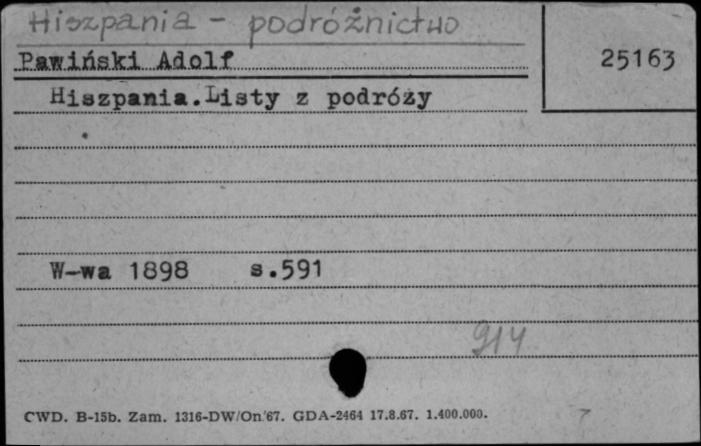 Hiszpania - podróżnictwo
Pawiński Adolf
25163
Hiszpania.Listy z podróży
W-wa 1898 s.591
914
CWD. B-15b. Zam. 1316-DW/On.'67. GDA-2464 17.8.67. 1.400.000.